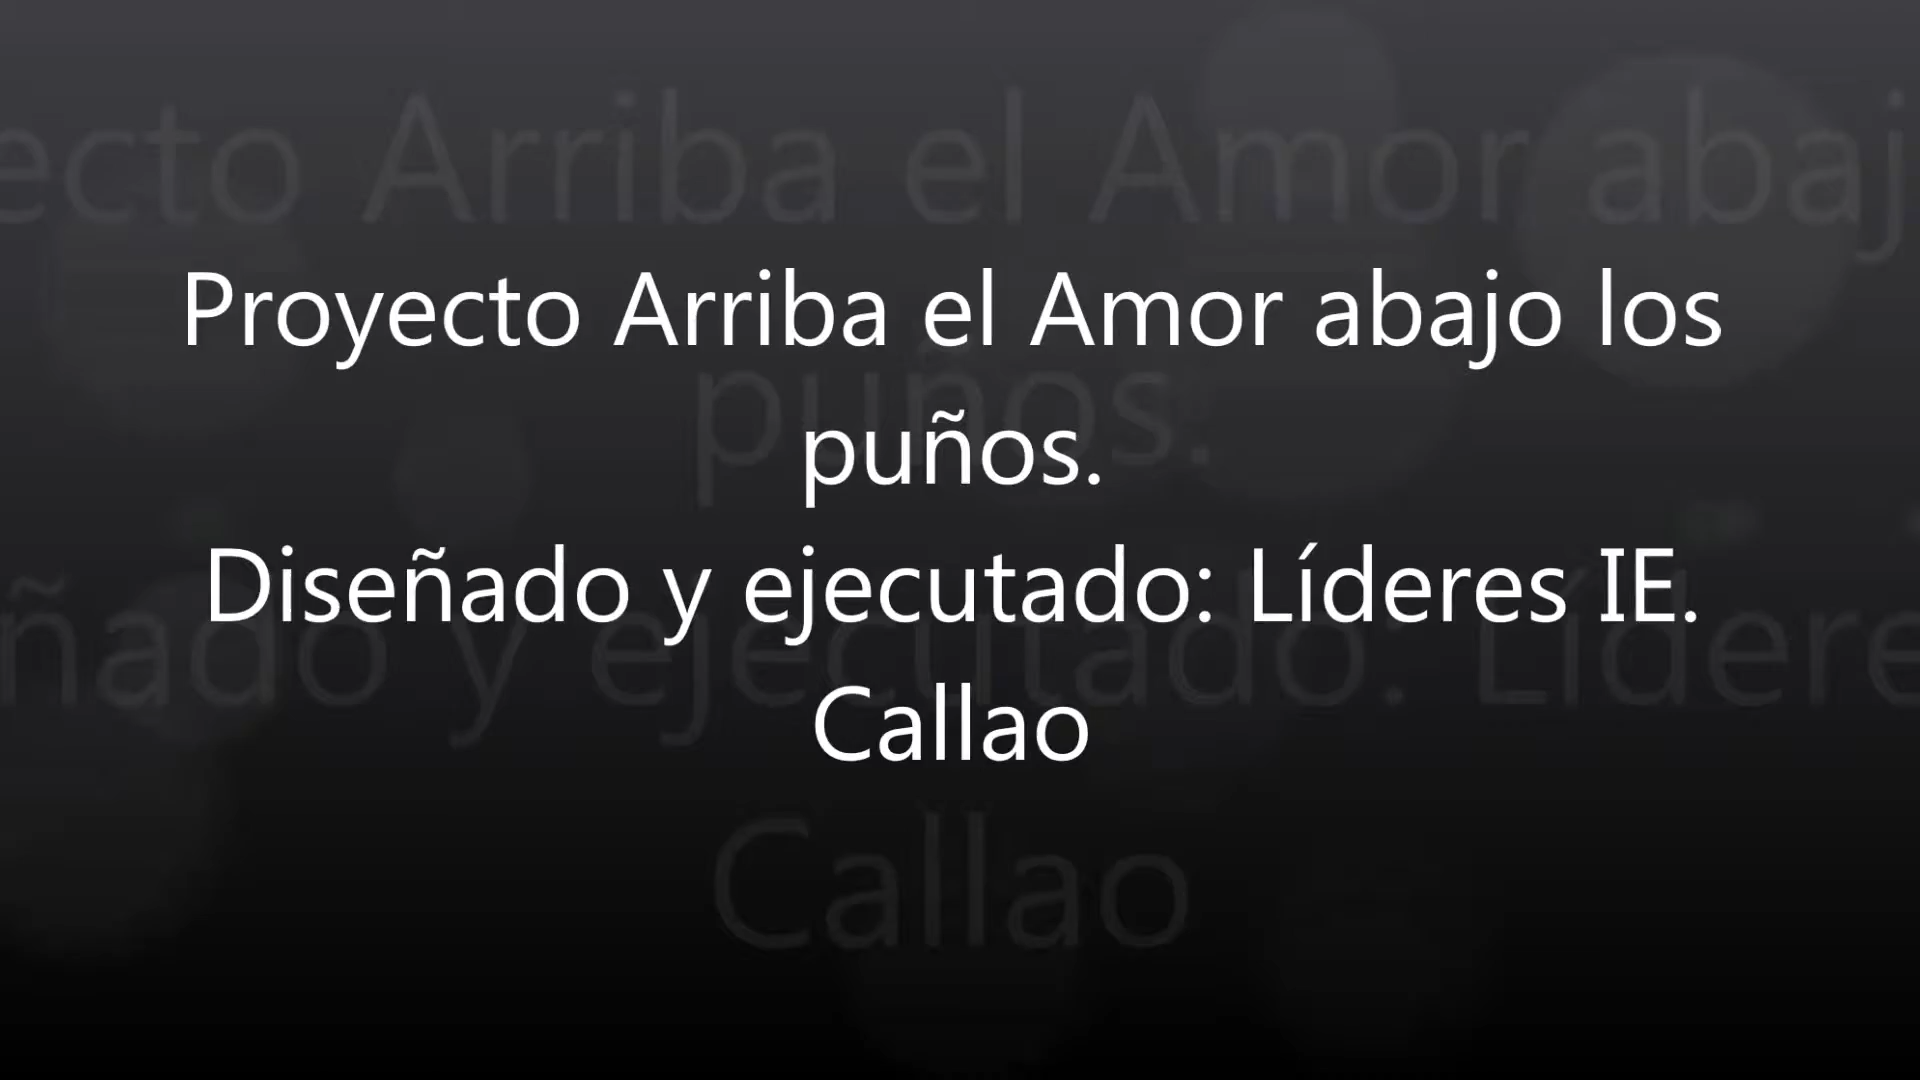 Proyecto Arriba el Amor abajo los
puños.
Diseñado y ejecutado: Líderes IE.
Callao